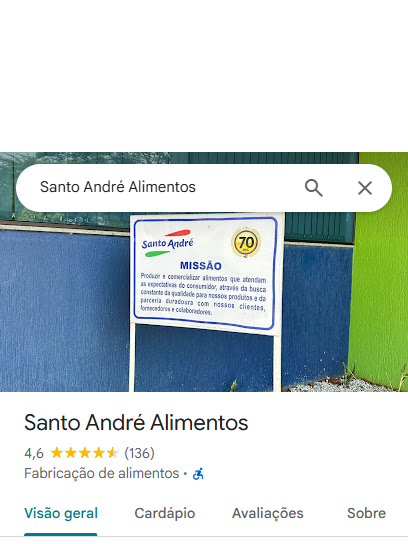 Santo André Alimentos
Santo André
70
MISSÃO
Produzir e comercializar alimentos que atendam
as expectativas do consumidor, através da busca
constante da qualidade para nossos produtos e da
parceria duradoura com nossos clientes,
fornecedores e colaboradores.
Santo André Alimentos
4,6 (136)
Fabricação de alimentos ·
Visão geral Cardápio Avaliações Sobre